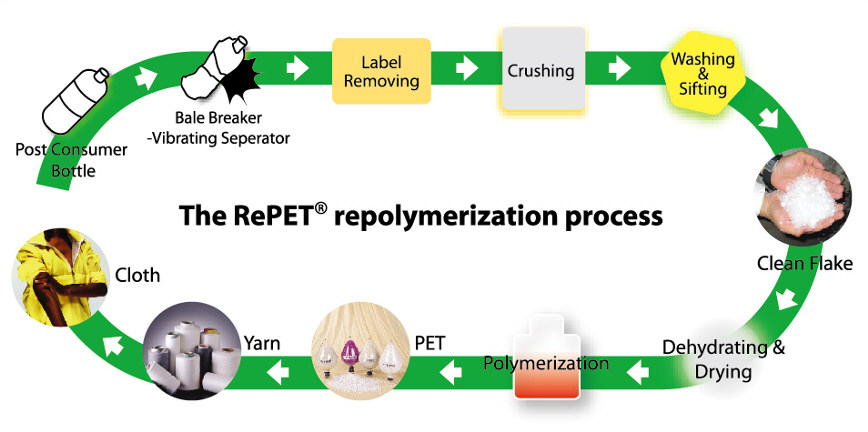 Post Consumer
Bottle
Bale Breaker
-Vibrating Seperator
Label
Removing
Crushing
Washing
&
Sifting
The RePET® repolymerization process
Clean Flake
Dehydrating &
Drying
Polymerization
PET
Yarn
Cloth